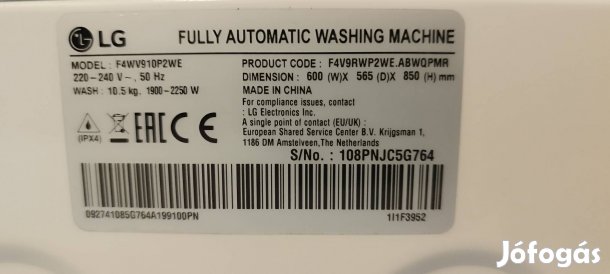 LG FULLY AUTOMATIC WASHING MACHINE
MODEL : F4WV910P2WE
220-240 V~, 50 Hz
WASH : 10.5 kg, 1900-2250 W
(IPX4)
EAC CE
PRODUCT CODE : F4V9RWP2WE.ABWQPMR
DIMENSION : 600 (W)X 565 (D)X 850 (H) mm
MADE IN CHINA
For compliance issues, contact
: LG Electronics Inc.
A single point of contact (EU/UK) :
European Shared Service Center B.V. Krijgsman 1,
1186 DM Amstelveen, The Netherlands
S/No. : 108PNJC5G764
092741085G764A199100PN
1I1F3952
Jófogás